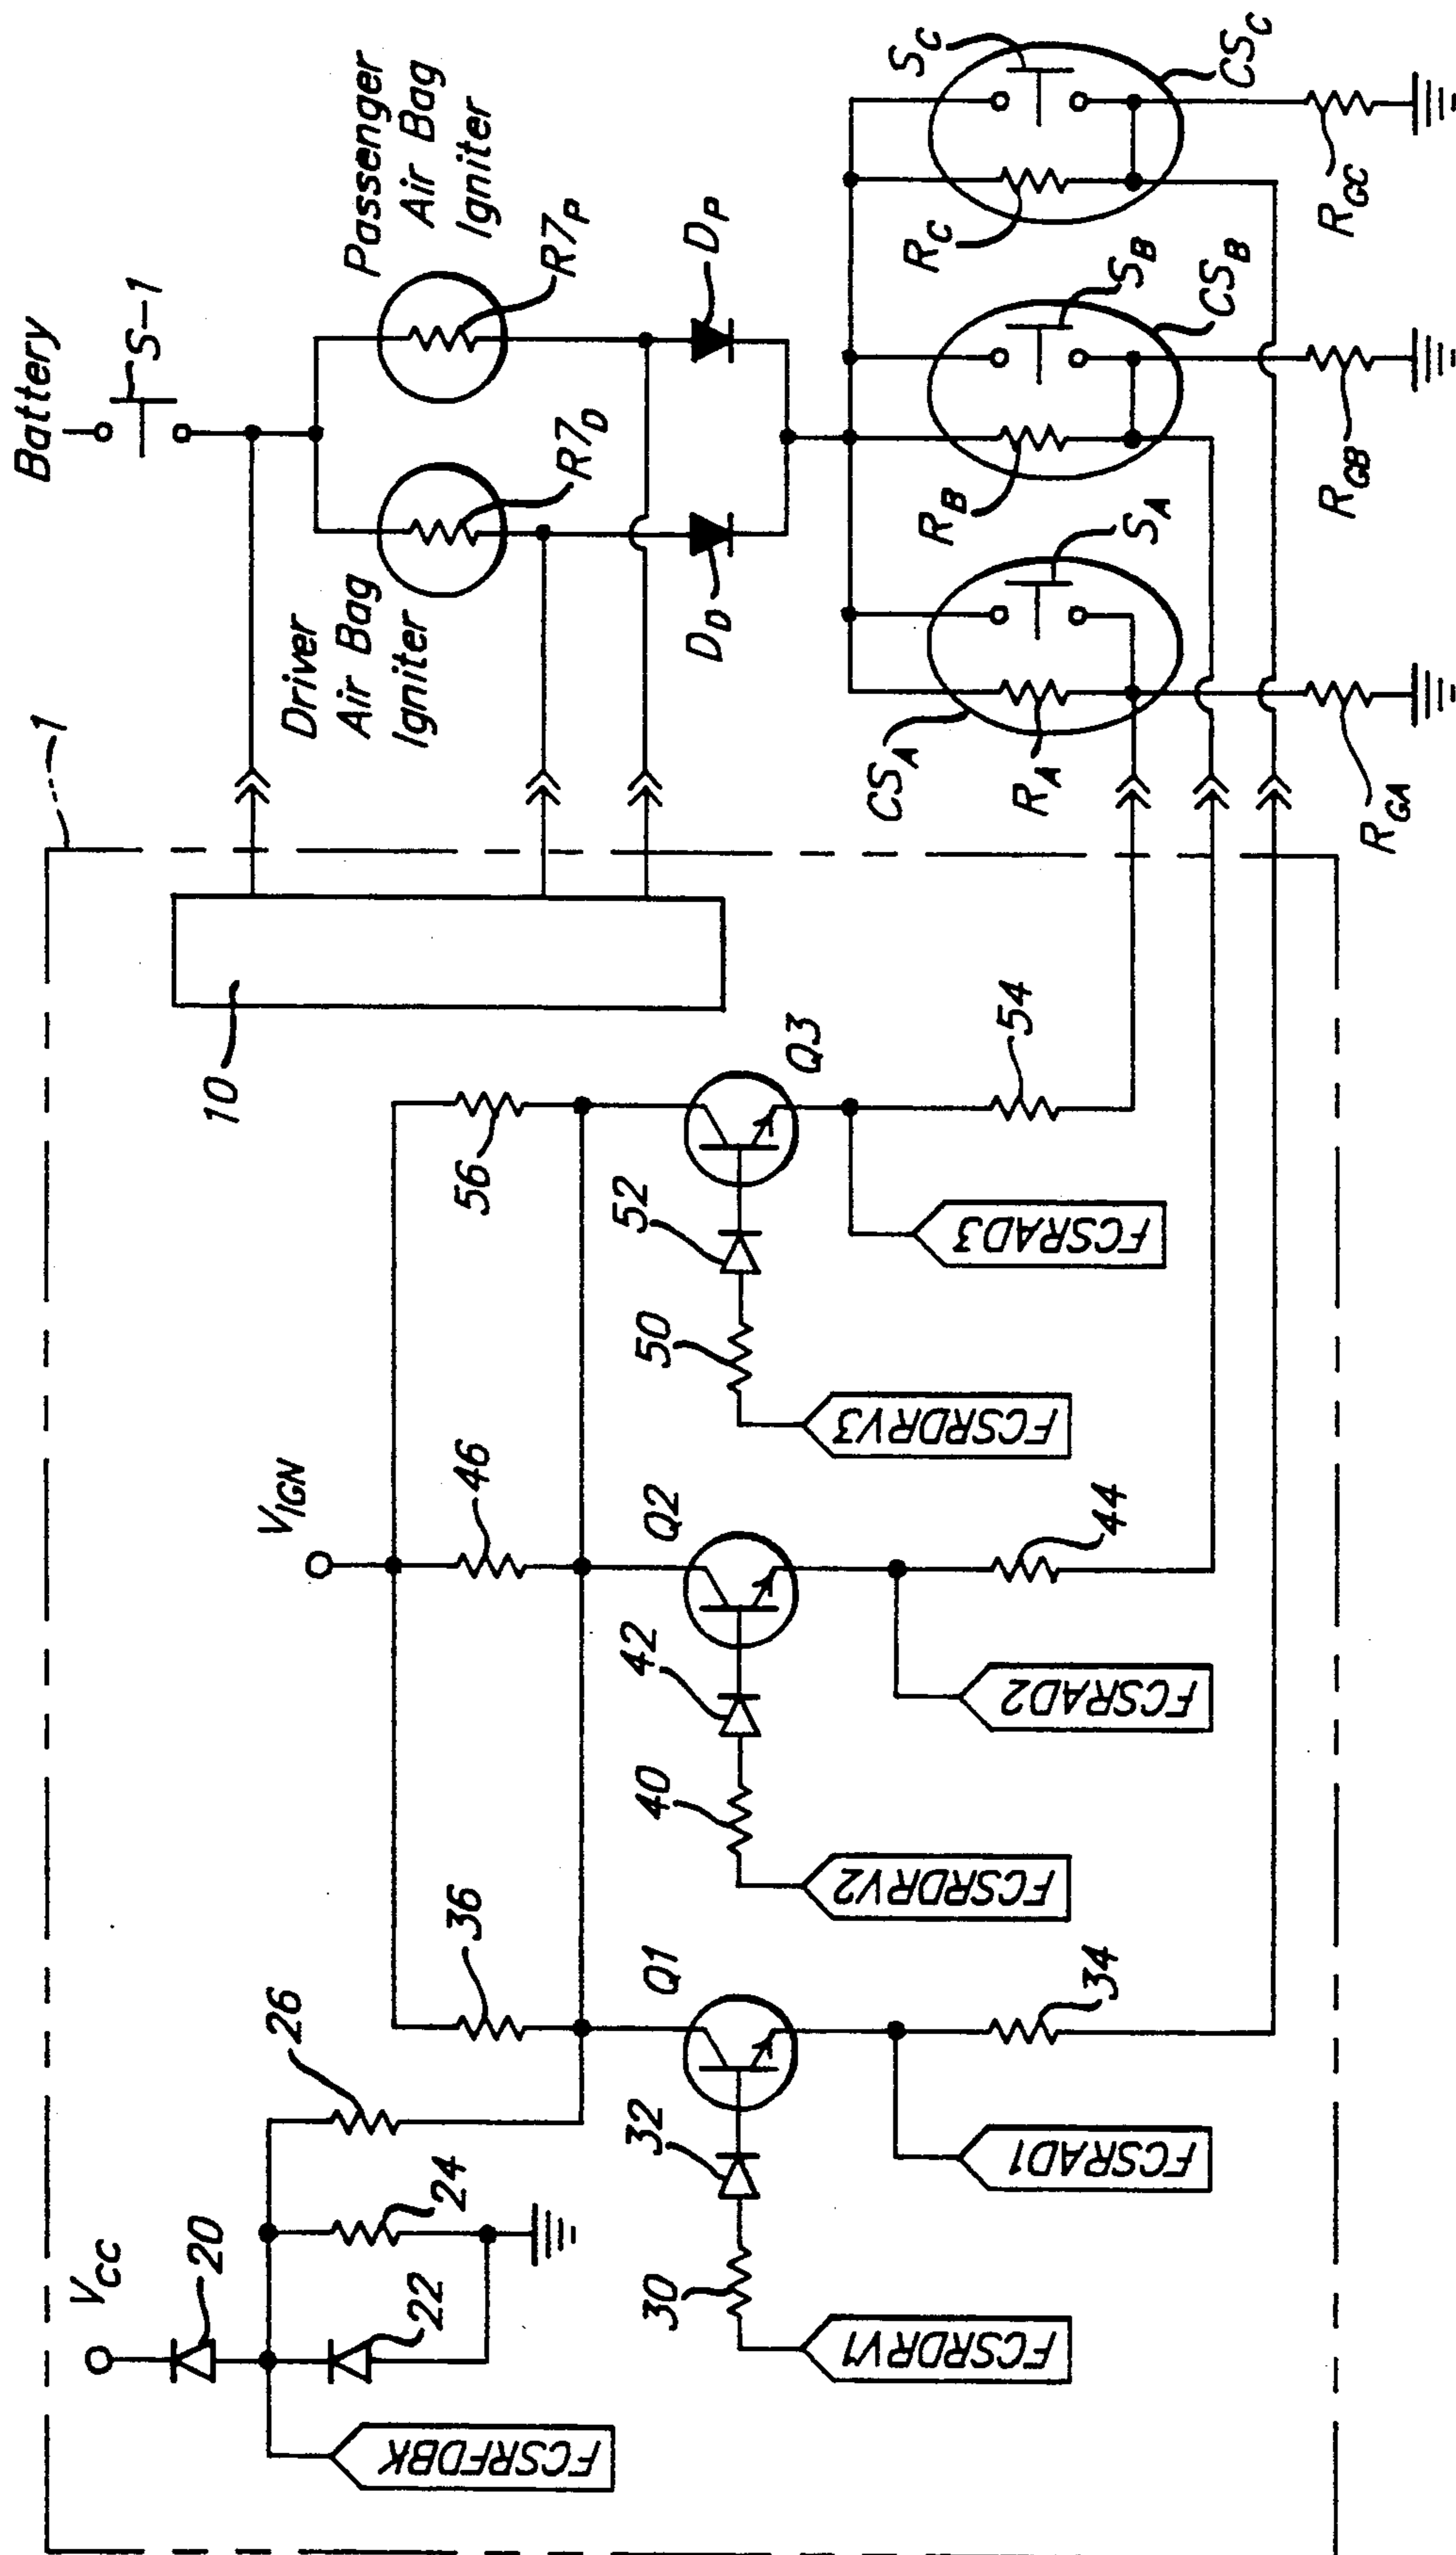 1
Battery
S-1
Driver
Air Bag
Igniter
Passenger
Air Bag
Igniter
R7D
R7P
DD
DP
CSA
RA
SA
RB
SB
CSB
RC
SC
CSC
RGA
RGB
RGC
10
VCC
20
22
24
26
FCSRFDBK
VIGN
36
46
56
Q1
Q2
Q3
30
32
40
42
50
52
FCSRDRV1
FCSRDRV2
FCSRDRV3
34
44
54
FCSRAD1
FCSRAD2
FCSRAD3